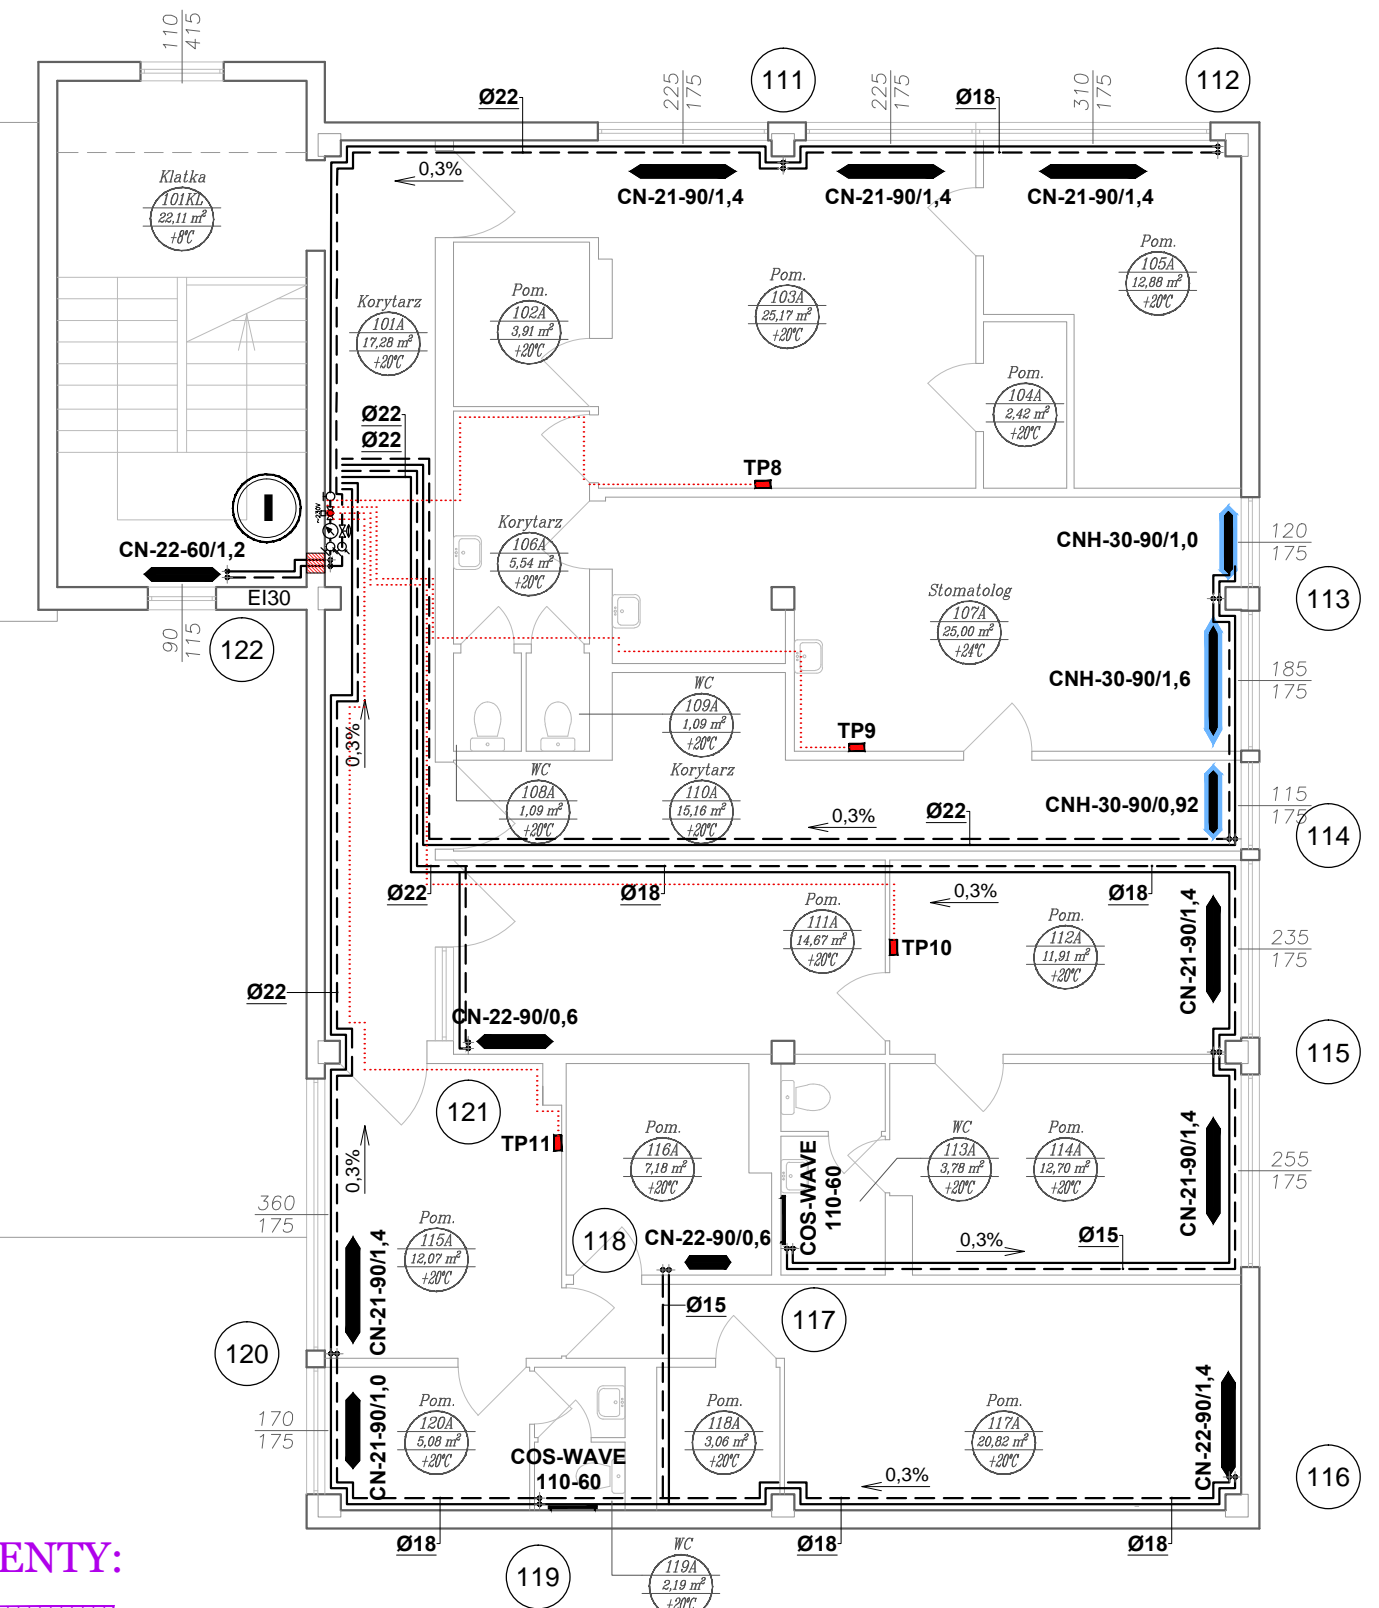 110
415
111
112
Ø22
225
175
225
175
Ø18
310
175
0,3%
CN-21-90/1,4
CN-21-90/1,4
CN-21-90/1,4
Klatka
101KL
22,11 m²
+8°C
Pom.
105A
12,88 m²
+20°C
Pom.
103A
25,17 m²
+20°C
Pom.
102A
3,91 m²
+20°C
Korytarz
101A
17,28 m²
+20°C
Pom.
104A
2,42 m²
+20°C
Ø22
Ø22
TP8
~230V
CN-22-60/1,2
EI30
90
115
122
Korytarz
106A
5,54 m²
+20°C
CNH-30-90/1,0
120
175
113
Stomatolog
107A
25,00 m²
+24°C
CNH-30-90/1,6
185
175
WC
109A
1,09 m²
+20°C
TP9
0,3%
WC
108A
1,09 m²
+20°C
Korytarz
110A
15,16 m²
+20°C
0,3%
Ø22
CNH-30-90/0,92
115
175
114
Ø22
Ø18
0,3%
Ø18
Pom.
111A
14,67 m²
+20°C
TP10
Pom.
112A
11,91 m²
+20°C
CN-21-90/1,4
235
175
Ø22
CN-22-90/0,6
115
121
TP11
Pom.
116A
7,18 m²
+20°C
COS-WAVE
110-60
WC
113A
3,78 m²
+20°C
Pom.
114A
12,70 m²
+20°C
CN-21-90/1,4
255
175
0,3%
360
175
Pom.
115A
12,07 m²
+20°C
118
CN-22-90/0,6
0,3%
Ø15
CN-21-90/1,4
Ø15
117
120
CN-21-90/1,0
170
175
Pom.
120A
5,08 m²
+20°C
COS-WAVE
110-60
Pom.
118A
3,06 m²
+20°C
Pom.
117A
20,82 m²
+20°C
CN-22-90/1,4
0,3%
116
Ø18
Ø18
Ø18
ENTY:
119
WC
119A
2,19 m²
+20°C